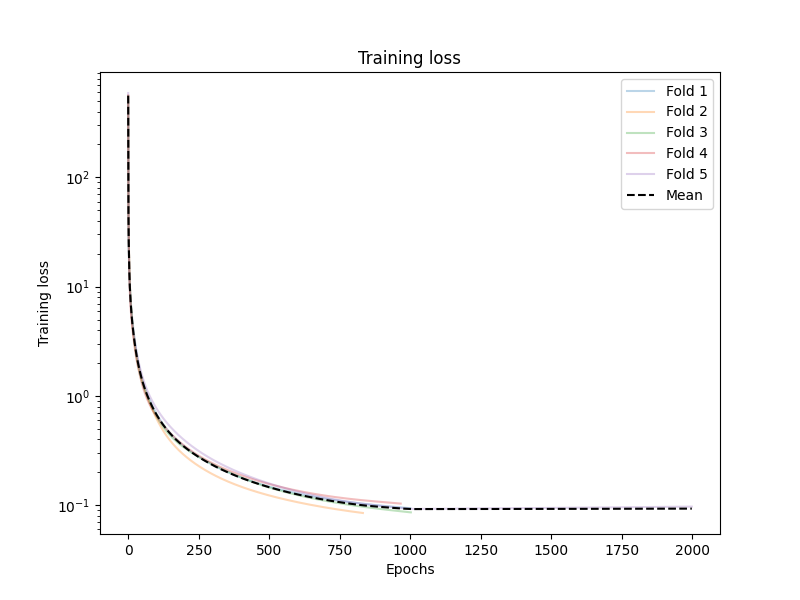 Training loss
Fold 1
Fold 2
Fold 3
Fold 4
Fold 5
Mean
10²
10¹
10⁰
10⁻¹
Training loss
0 250 500 750 1000 1250 1500 1750 2000
Epochs